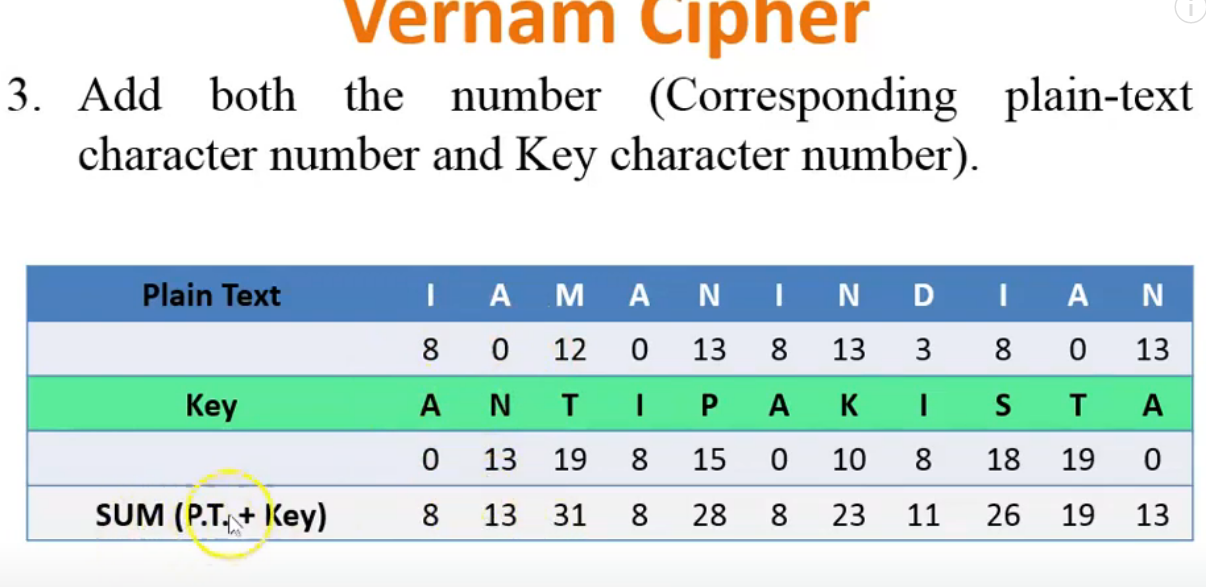 Vernam Cipher
3. Add both the number (Corresponding plain-text
character number and Key character number).
Plain Text I A M A N I N D I A N
8 0 12 0 13 8 13 3 8 0 13
Key A N T I P A K I S T A
0 13 19 8 15 0 10 8 18 19 0
SUM (P.T. + Key) 8 13 31 8 28 8 23 11 26 19 13